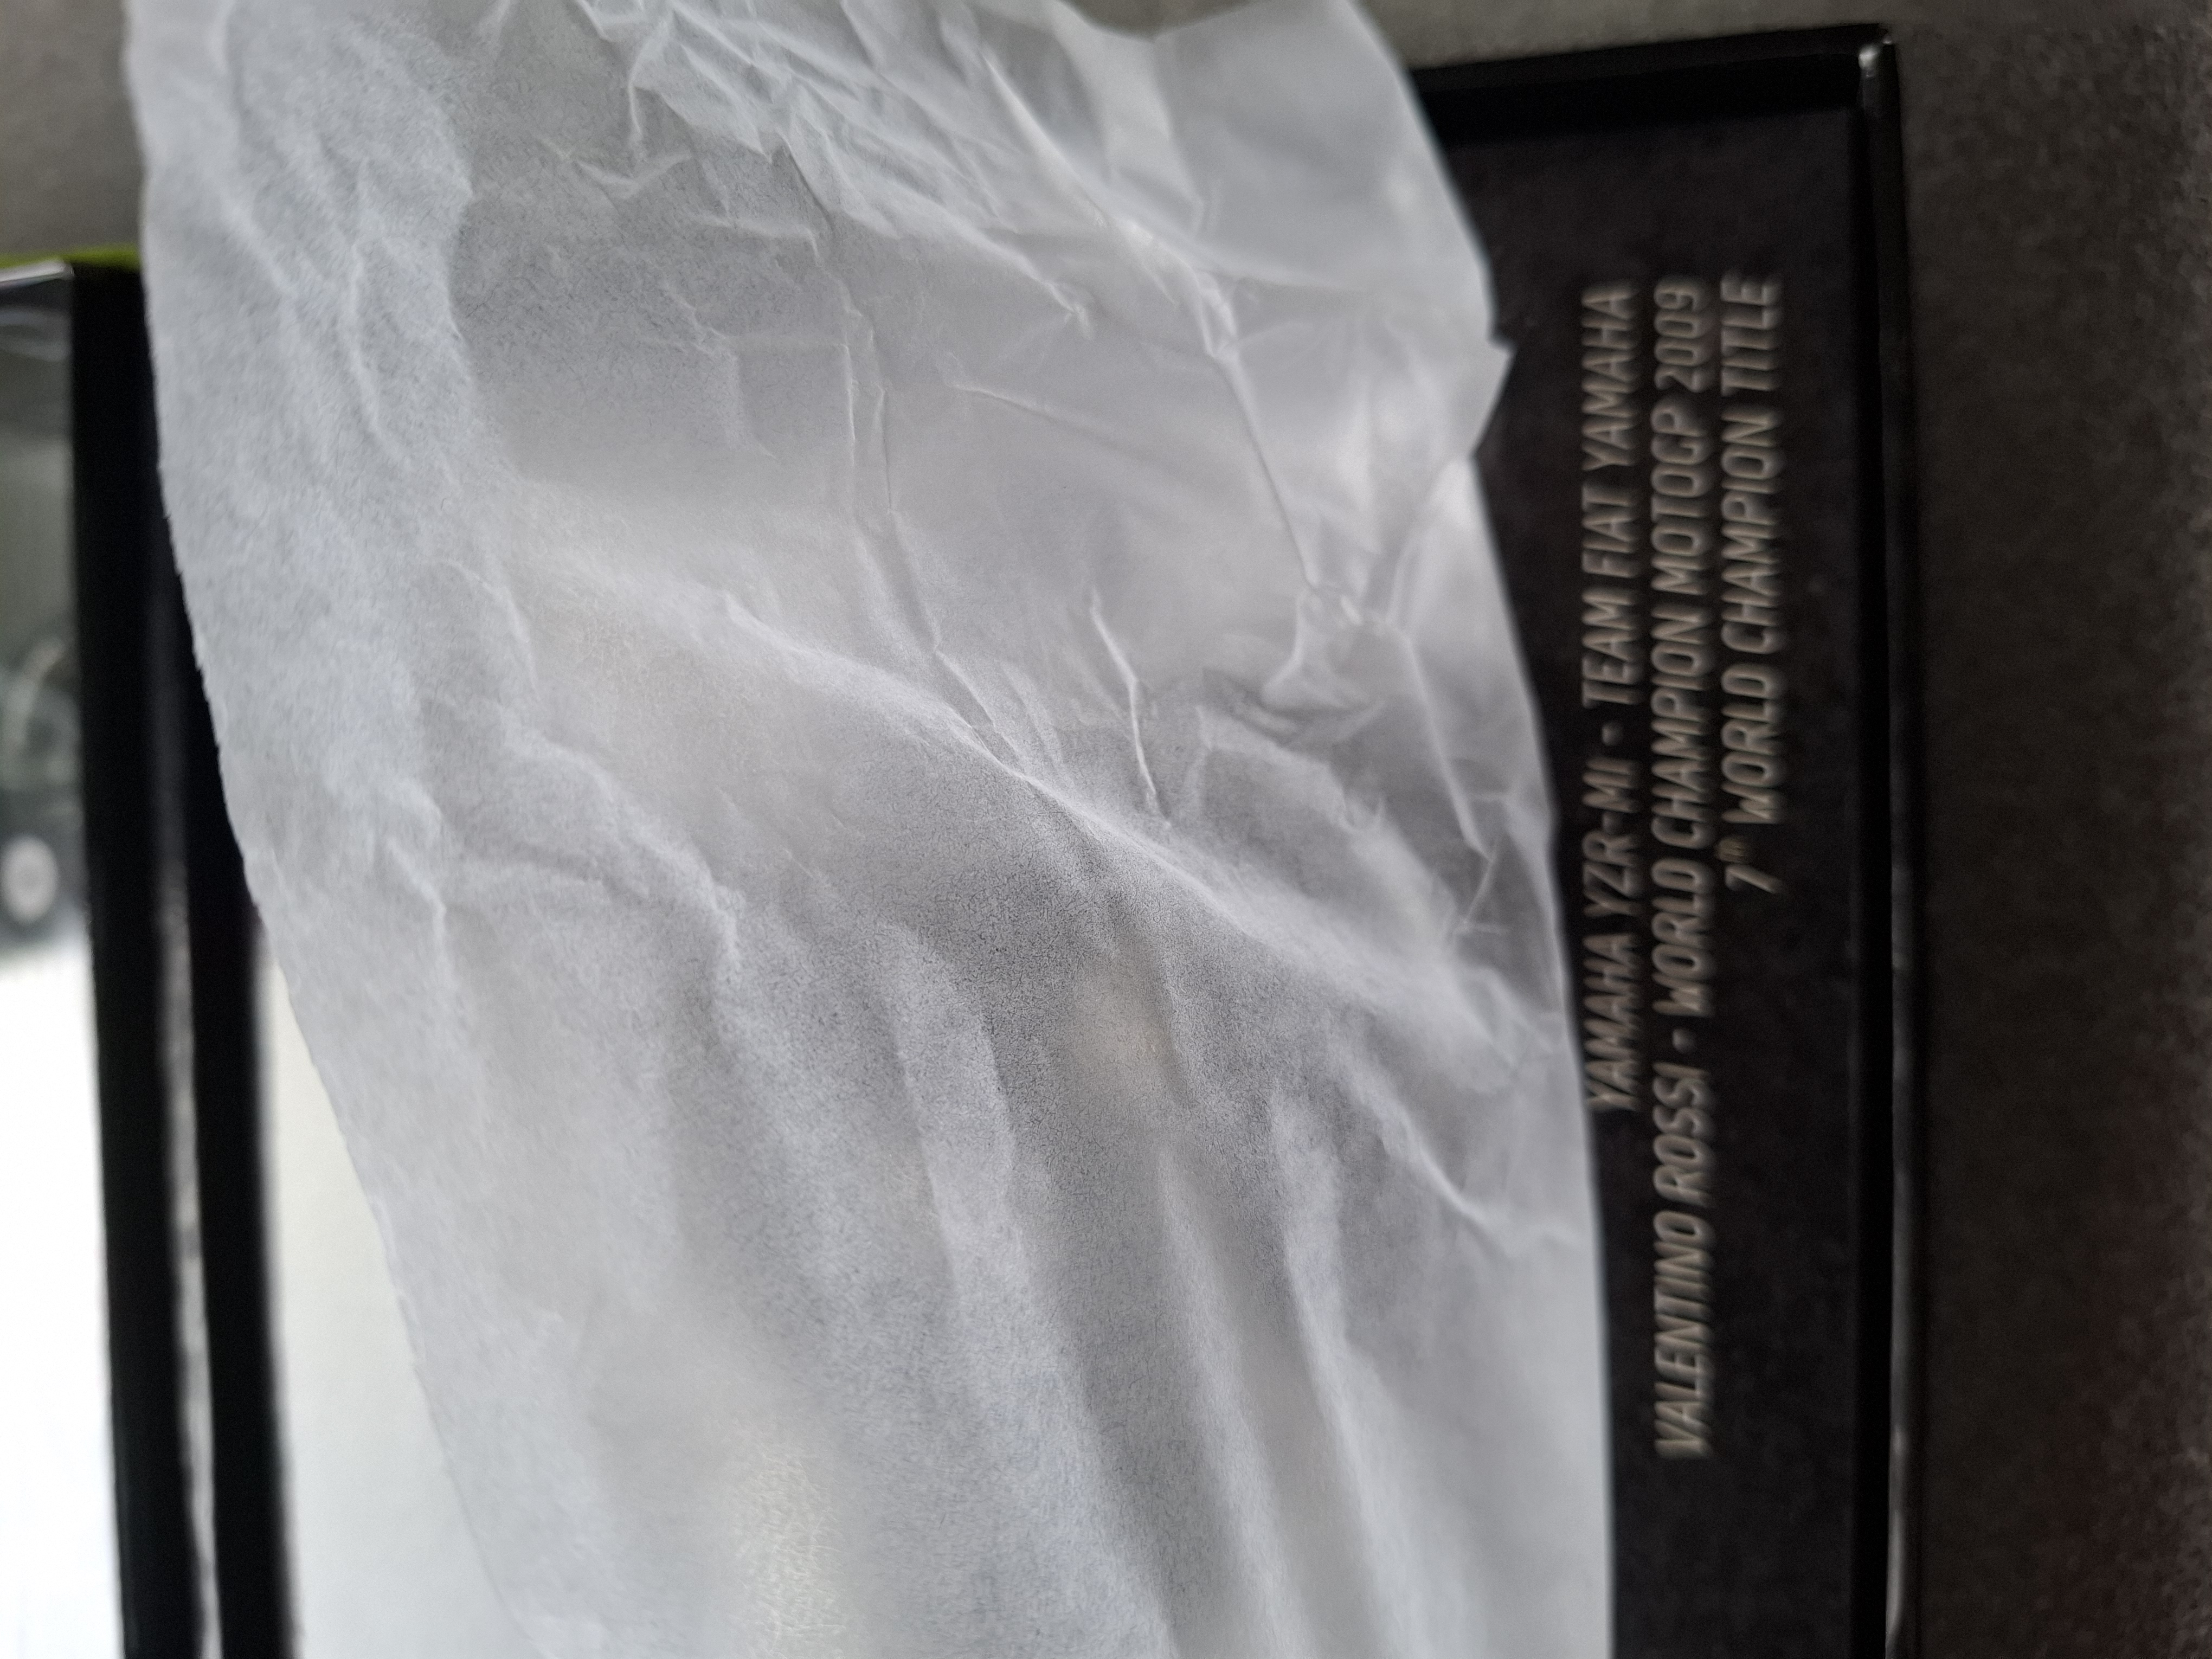 YAMAHA YZR-M1 - TEAM FIAT YAMAHA
VALENTINO ROSSI - WORLD CHAMPION MOTOGP 2009
7th WORLD CHAMPION TITLE